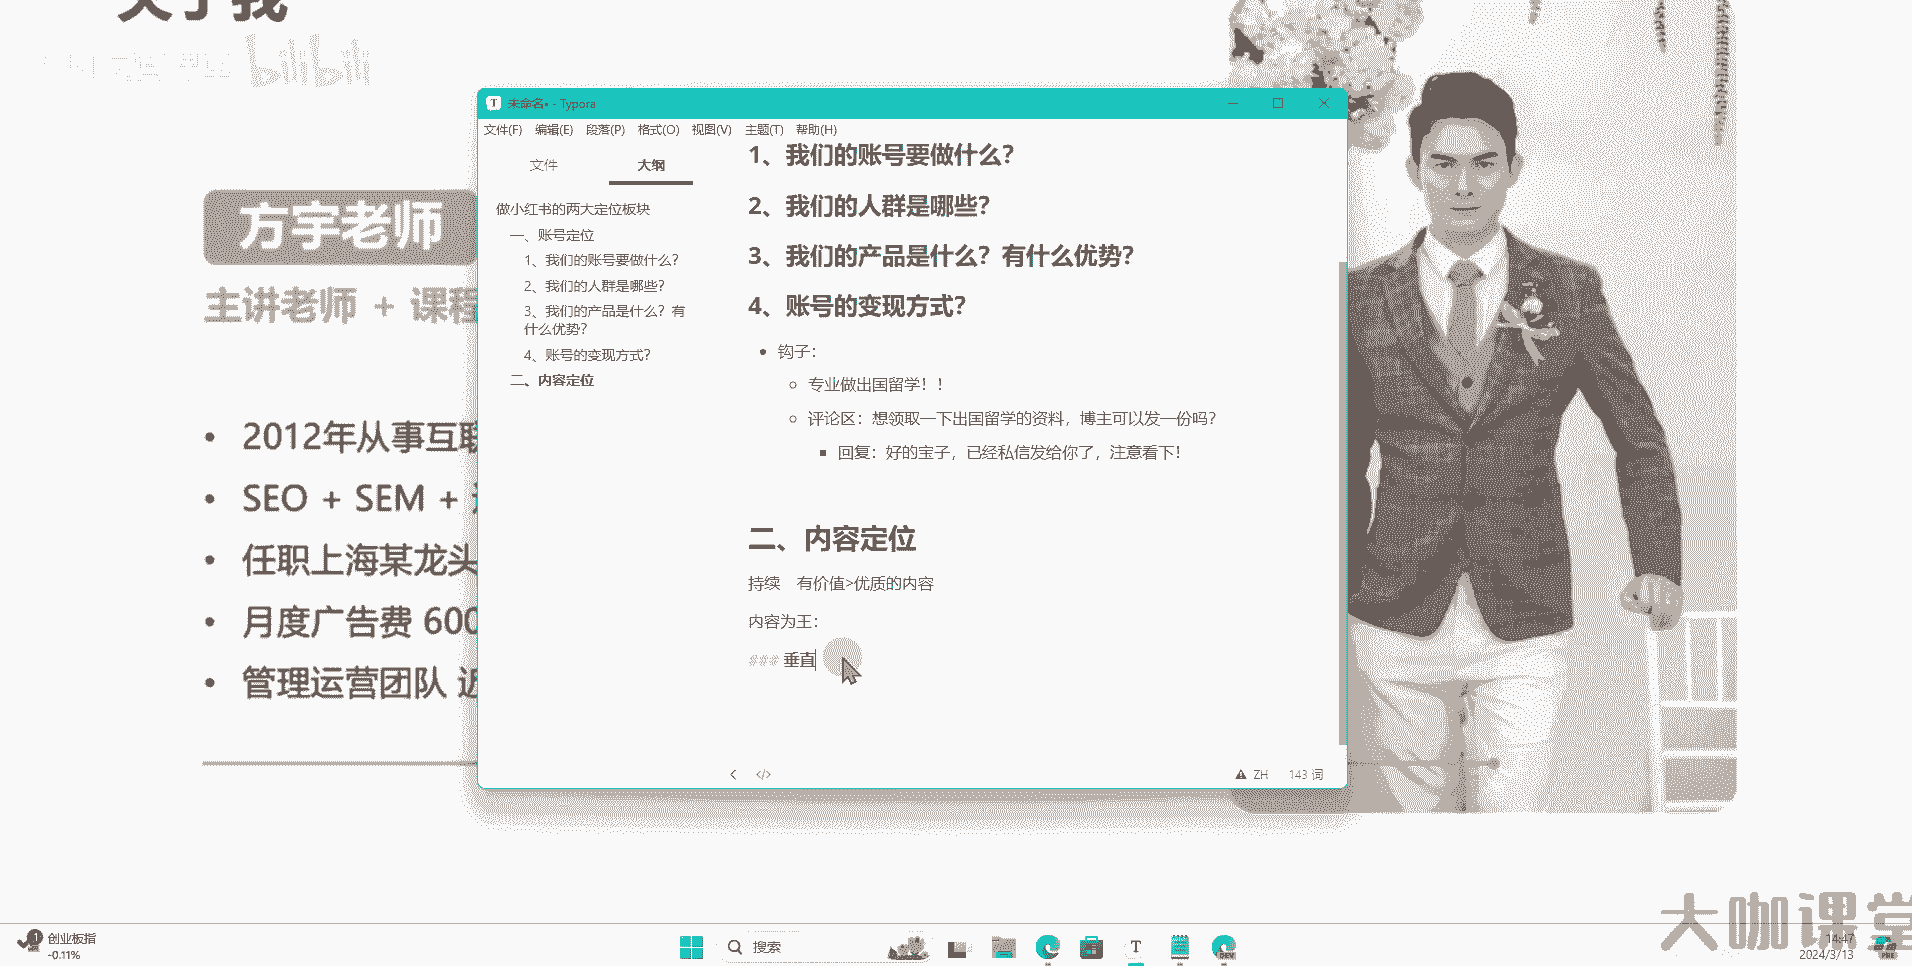 关于我
bilibili
方宇老师
主讲老师 + 课程
2012年从事互联
SEO + SEM +
任职上海某龙头
月度广告费 600
管理运营团队 近
未命名• - Typora
文件(F) 编辑(E) 段落(P) 格式(O) 视图(V) 主题(T) 帮助(H)
文件 大纲
做小红书的两大定位板块
一、账号定位
1、我们的账号要做什么?
2、我们的人群是哪些?
3、我们的产品是什么? 有
什么优势?
4、账号的变现方式?
二、内容定位
1、我们的账号要做什么?
2、我们的人群是哪些?
3、我们的产品是什么? 有什么优势?
4、账号的变现方式?
钩子:
专业做出国留学! !
评论区: 想领取一下出国留学的资料, 博主可以发一份吗?
回复: 好的宝子, 已经私信发给你了, 注意看下!
二、内容定位
持续 有价值>优质的内容
内容为王:
### 垂直
</> ZH 143 词
大咖课堂
1 创业板指
-0.11%
搜索
T
DEV
14:47
2024/3/13
PRE